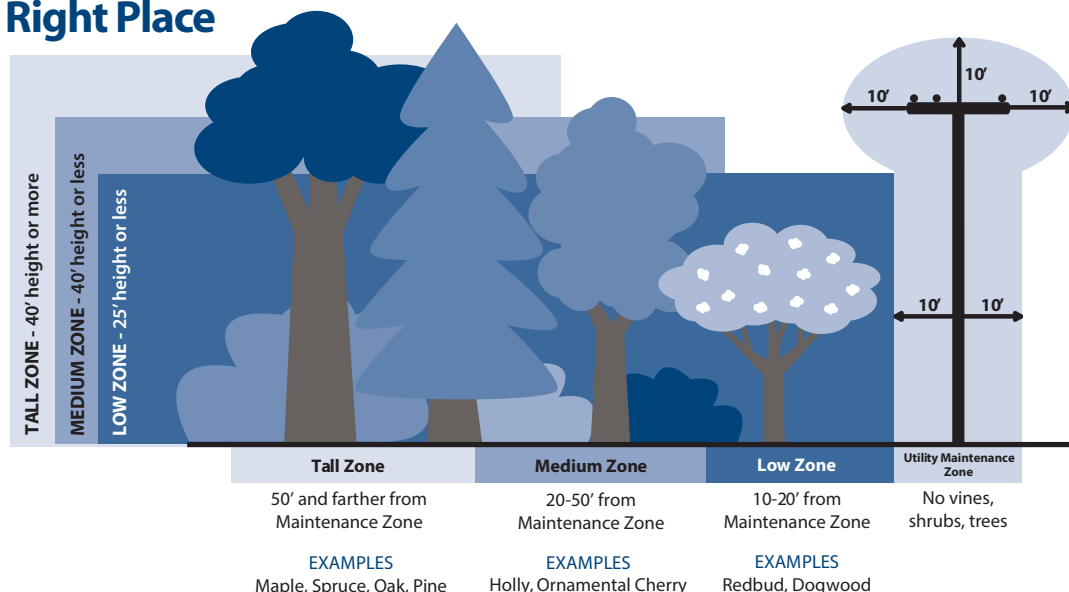 Right Place
TALL ZONE - 40′ height or more
MEDIUM ZONE - 40′ height or less
LOW ZONE - 25′ height or less
10′
10′
10′
10′
10′
Tall Zone
50′ and farther from
Maintenance Zone
EXAMPLES
Maple, Spruce, Oak, Pine
Medium Zone
20-50′ from
Maintenance Zone
EXAMPLES
Holly, Ornamental Cherry
Low Zone
10-20′ from
Maintenance Zone
EXAMPLES
Redbud, Dogwood
Utility Maintenance
Zone
No vines,
shrubs, trees